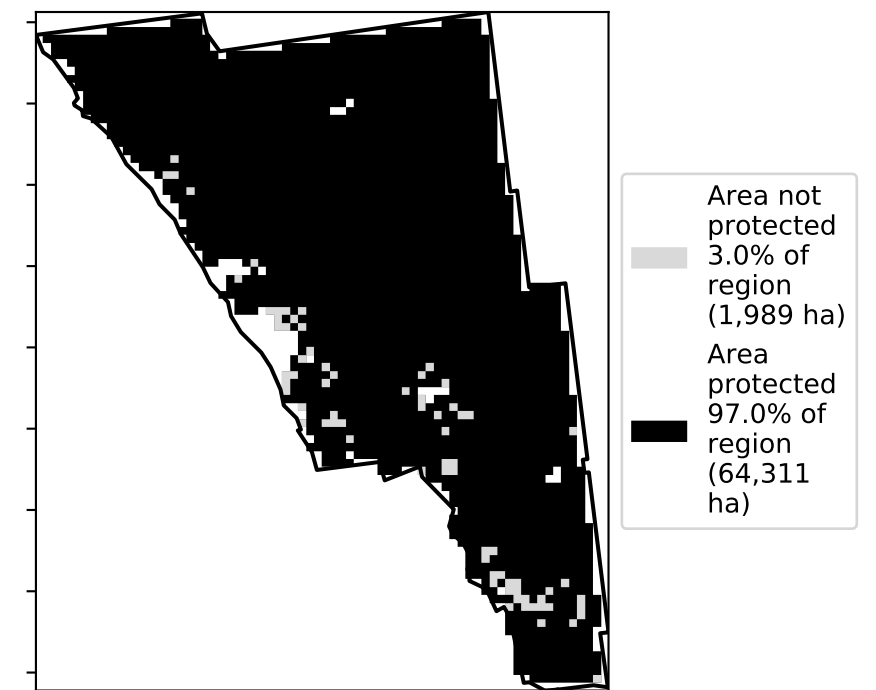 Area not
protected
3.0% of
region
(1,989 ha)
Area
protected
97.0% of
region
(64,311
ha)